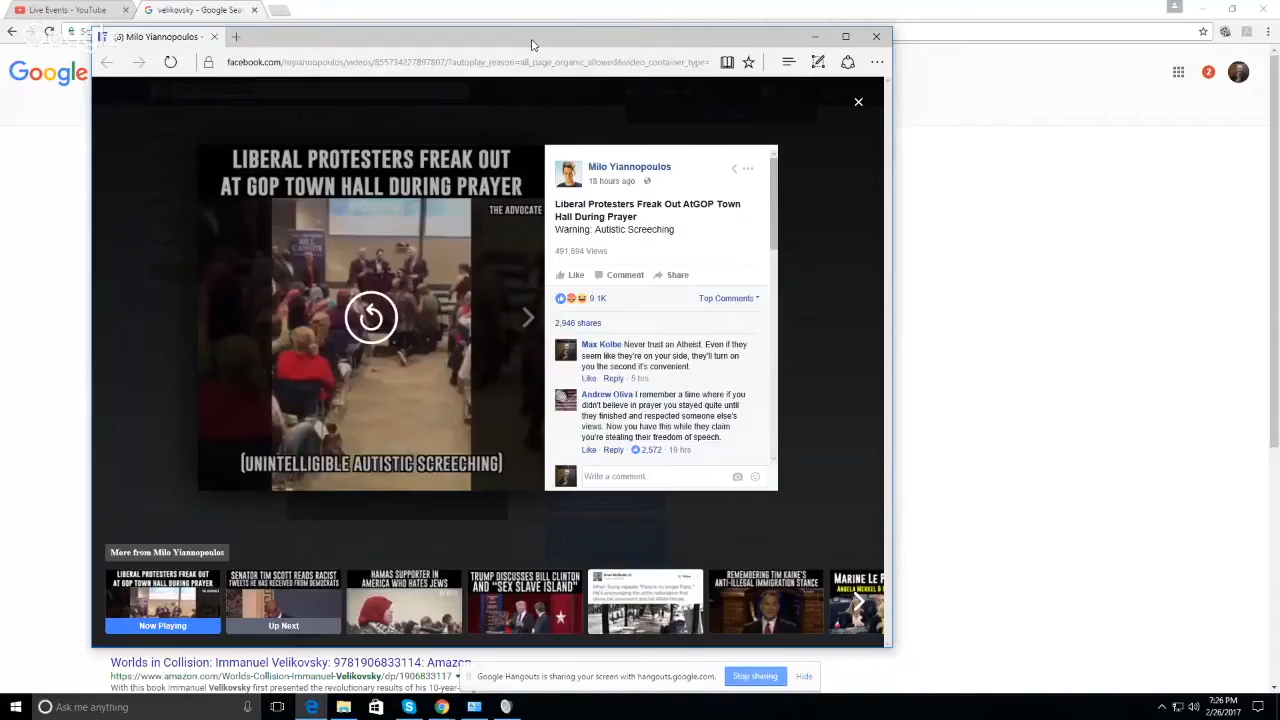 Live Events - YouTube
velikovsky - Google Sear
Milo Yiannopoulos -
facebook.com/myiannopoulos/videos/855734227897807/?autoplay_reason=all_page_organic_allowed&video_container_type=
Google
2
LIBERAL PROTESTERS FREAK OUT
AT GOP TOWN HALL DURING PRAYER
THE ADVOCATE
(UNINTELLIGIBLE AUTISTIC SCREECHING)
Milo Yiannopoulos
18 hours ago
Liberal Protesters Freak Out AtGOP Town
Hall During Prayer
Warning: Autistic Screeching
491,694 Views
Like Comment Share
9.1K
Top Comments
2,946 shares
Max Kolbe Never trust an Atheist. Even if they
seem like they're on your side, they'll turn on
you the second it's convenient.
Like · Reply · 5 hrs
Andrew Oliva I remember a time where if you
didn't believe in prayer you stayed quite until
they finished and respected someone else's
views. Now you have this while they claim
you're stealing their freedom of speech.
Like · Reply · 2,572 · 19 hrs
Write a comment
More from Milo Yiannopoulos
LIBERAL PROTESTERS FREAK OUT
AT GOP TOWN HALL DURING PRAYER
Now Playing
SENATOR TIM SCOTT READS RACIST
TWEETS HE HAS RECEIVED FROM DEMOCRATS
Up Next
HAMAS SUPPORTER IN
AMERICA WHO HATES JEWS
TRUMP DISCUSSES BILL CLINTON
AND "SEX SLAVE ISLAND"
REMEMBERING TIM KAINE'S
ANTI-ILLEGAL IMMIGRATION STANCE
MARINE LE P
ANGELA MERKEL &
Worlds in Collision: Immanuel Velikovsky: 9781906833114: Amazon
https://www.amazon.com/Worlds-Collision-Immanuel-Velikovsky/dp/1906833117
With this book Immanuel Velikovsky first presented the revolutionary results of his 10-year-
Google Hangouts is sharing your screen with hangouts.google.com.
Stop sharing
Hide
Ask me anything
7:26 PM
2/26/2017